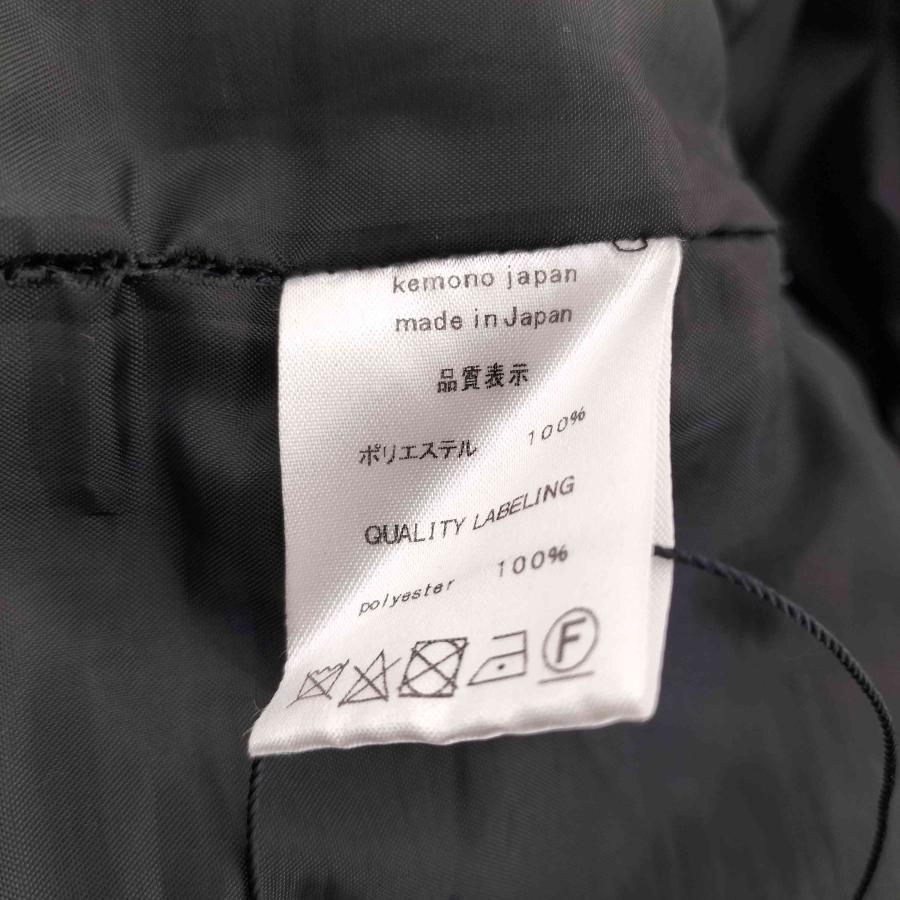 kemono japan
made in Japan
品質表示
ポリエステル 100%
QUALITY LABELING
polyester 100%
F